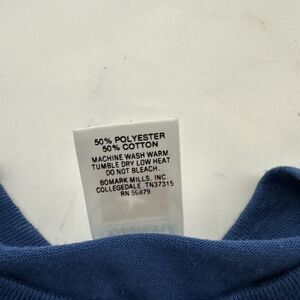 50% POLYESTER
50% COTTON
MACHINE WASH WARM.
TUMBLE DRY LOW HEAT
DO NOT BLEACH.
BOMARK MILLS, INC.
COLLEGEDALE, TN37315
RN 56879